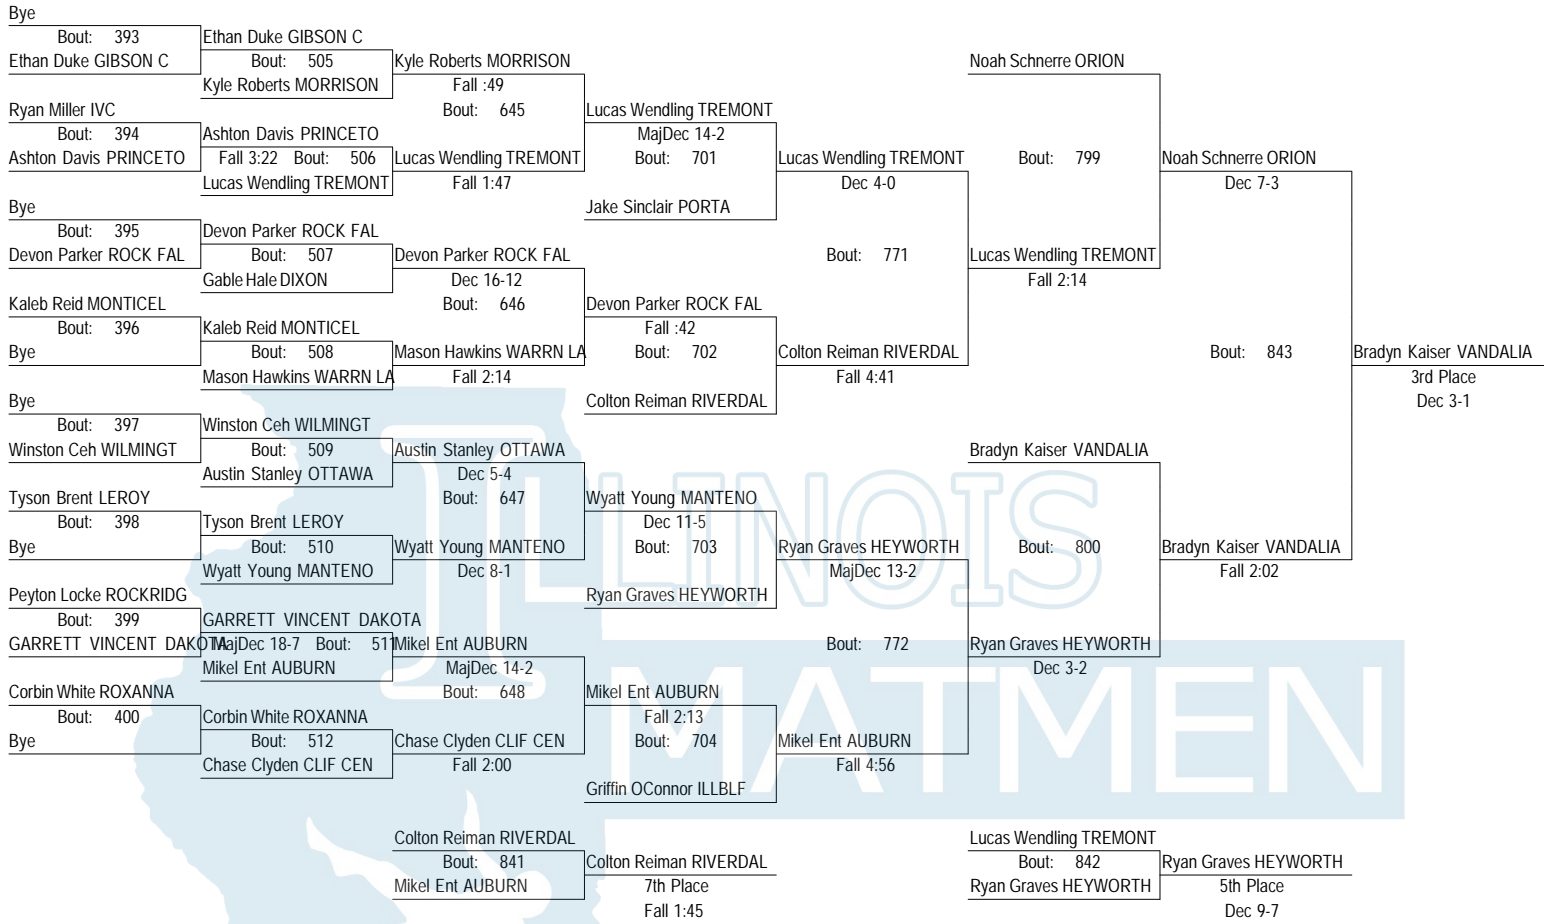 Bye
Bout: 393 Ethan Duke GIBSON C
Ethan Duke GIBSON C Bout: 505 Kyle Roberts MORRISON Noah Schnerre ORION
Kyle Roberts MORRISON Fall :49
Ryan Miller IVC Bout: 645 Lucas Wendling TREMONT
Bout: 394 Ashton Davis PRINCETO MajDec 14-2
Ashton Davis PRINCETO Fall 3:22 Bout: 506 Lucas Wendling TREMONT Bout: 701 Lucas Wendling TREMONT Bout: 799 Noah Schnerre ORION
Lucas Wendling TREMONT Fall 1:47 Dec 4-0 Dec 7-3
Bye Jake Sinclair PORTA
Bout: 395 Devon Parker ROCK FAL
Devon Parker ROCK FAL Bout: 507 Devon Parker ROCK FAL Bout: 771 Lucas Wendling TREMONT
Gable Hale DIXON Dec 16-12 Fall 2:14
Kaleb Reid MONTICEL Bout: 646 Devon Parker ROCK FAL
Bout: 396 Kaleb Reid MONTICEL Fall :42
Bye Bout: 508 Mason Hawkins WARRN LA Bout: 702 Colton Reiman RIVERDAL Bout: 843 Bradyn Kaiser VANDALIA
Mason Hawkins WARRN LA Fall 2:14 Fall 4:41 3rd Place
Bye Colton Reiman RIVERDAL Dec 3-1
Bout: 397 Winston Ceh WILMINGT
Winston Ceh WILMINGT Bout: 509 Austin Stanley OTTAWA Bradyn Kaiser VANDALIA
Austin Stanley OTTAWA Dec 5-4
Tyson Brent LEROY Bout: 647 Wyatt Young MANTENO
Bout: 398 Tyson Brent LEROY Dec 11-5
Bye Bout: 510 Wyatt Young MANTENO Bout: 703 Ryan Graves HEYWORTH Bout: 800 Bradyn Kaiser VANDALIA
Wyatt Young MANTENO Dec 8-1 MajDec 13-2 Fall 2:02
Peyton Locke ROCKRIDG Ryan Graves HEYWORTH
Bout: 399 GARRETT VINCENT DAKOTA
GARRETT VINCENT DAKOTA MajDec 18-7 Bout: 511 Mikel Ent AUBURN Bout: 772 Ryan Graves HEYWORTH
Mikel Ent AUBURN MajDec 14-2 Dec 3-2
Corbin White ROXANNA Bout: 648 Mikel Ent AUBURN
Bout: 400 Corbin White ROXANNA Fall 2:13
Bye Bout: 512 Chase Clyden CLIF CEN Bout: 704 Mikel Ent AUBURN
Chase Clyden CLIF CEN Fall 2:00 Fall 4:56
Griffin OConnor ILLBLF
Colton Reiman RIVERDAL Lucas Wendling TREMONT
Bout: 841 Colton Reiman RIVERDAL Bout: 842 Ryan Graves HEYWORTH
Mikel Ent AUBURN 7th Place Ryan Graves HEYWORTH 5th Place
Fall 1:45 Dec 9-7
ILLINOIS
MATMEN